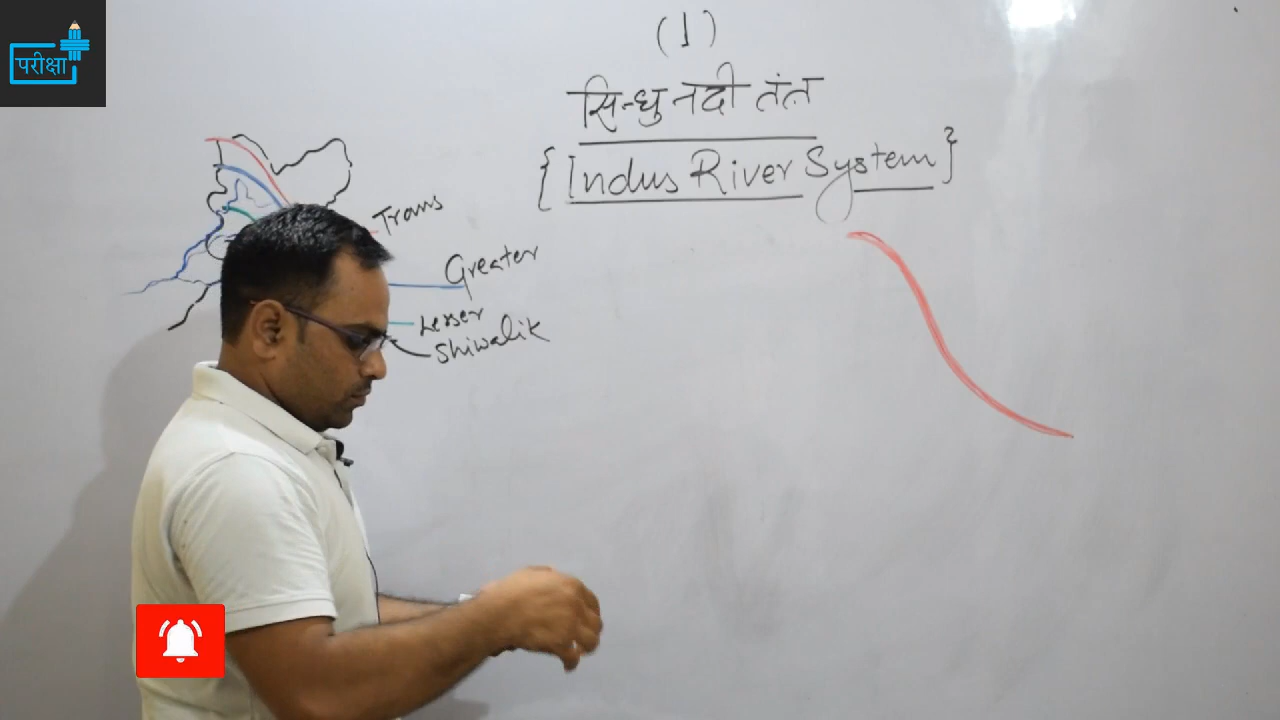 परीक्षा
(1)
सिन्धु नदी तंत्र
{Indus River System}
Trans
Greater
Lesser
Shiwalik